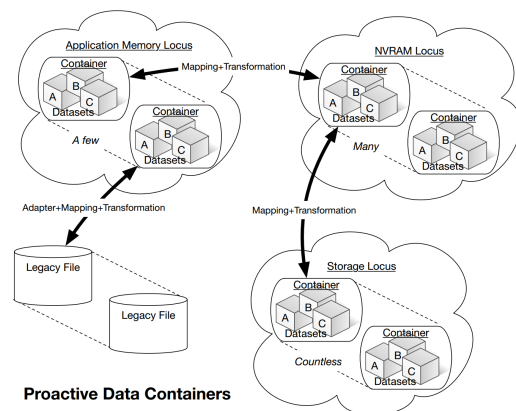 Application Memory Locus
Container
A
B
C
Datasets
A few
Container
A
B
C
Datasets
Mapping+Transformation
NVRAM Locus
Container
A
B
C
Datasets
Many
Container
A
B
C
Datasets
Adapter+Mapping+Transformation
Mapping+Transformation
Legacy File
Legacy File
Storage Locus
Container
A
B
C
Datasets
Countless
Container
A
B
C
Datasets
Proactive Data Containers